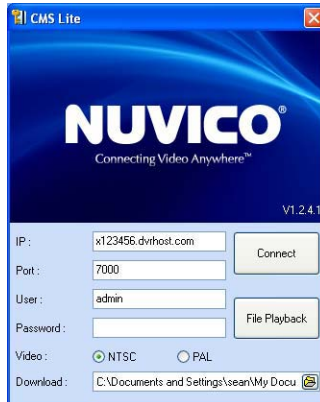 CMS Lite
NUVICO®
Connecting Video Anywhere™
V1.2.4.1
IP : x123456.dvrhost.com
Connect
Port : 7000
User : admin
File Playback
Password :
Video : NTSC PAL
Download : C:\Documents and Settings\sean\My Docu